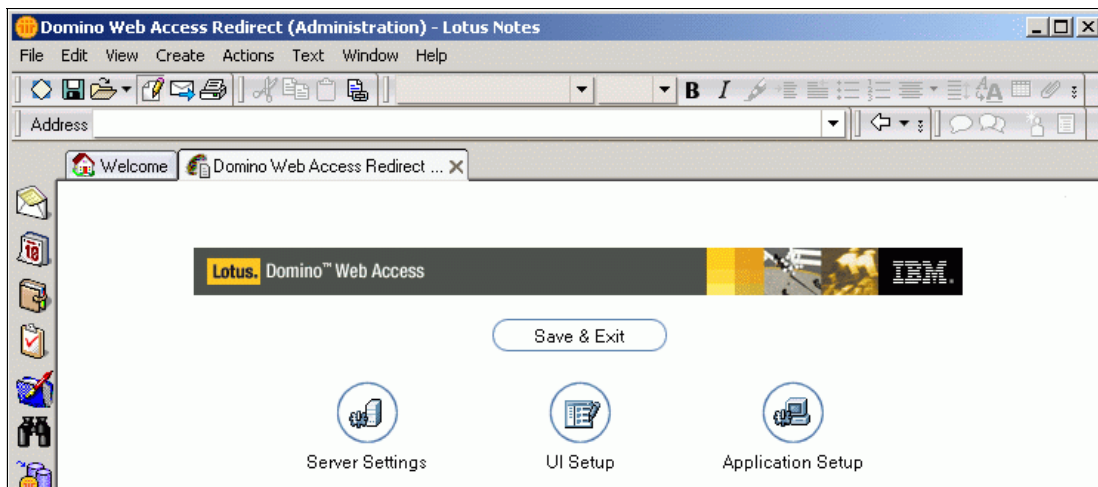 Domino Web Access Redirect (Administration) - Lotus Notes
File Edit View Create Actions Text Window Help
B I
Address
Welcome Domino Web Access Redirect ...
18
Lotus. Domino™ Web Access IBM.
Save & Exit
Server Settings UI Setup Application Setup